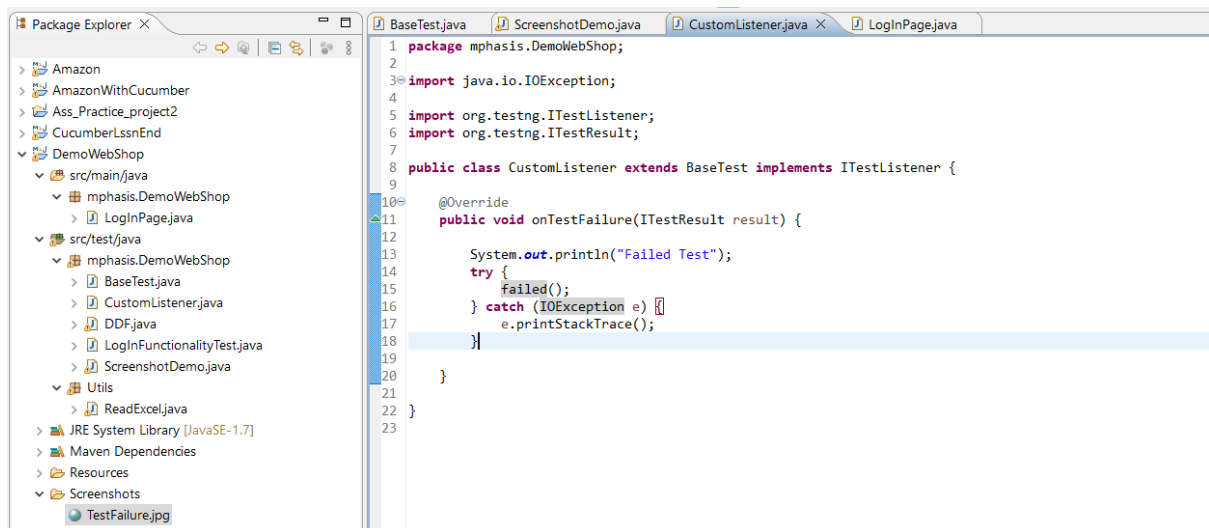 Package Explorer
Amazon
AmazonWithCucumber
Ass_Practice_project2
CucumberLssnEnd
DemoWebShop
src/main/java
mphasis.DemoWebShop
LogInPage.java
src/test/java
mphasis.DemoWebShop
BaseTest.java
CustomListener.java
DDF.java
LogInFunctionalityTest.java
ScreenshotDemo.java
Utils
ReadExcel.java
JRE System Library [JavaSE-1.7]
Maven Dependencies
Resources
Screenshots
TestFailure.jpg
BaseTest.java ScreenshotDemo.java CustomListener.java LogInPage.java
1 package mphasis.DemoWebShop;
2
3 import java.io.IOException;
4
5 import org.testng.ITestListener;
6 import org.testng.ITestResult;
7
8 public class CustomListener extends BaseTest implements ITestListener {
9
10 @Override
11 public void onTestFailure(ITestResult result) {
12
13 System.out.println("Failed Test");
14 try {
15 failed();
16 } catch (IOException e) {
17 e.printStackTrace();
18 }
19
20 }
21
22 }
23